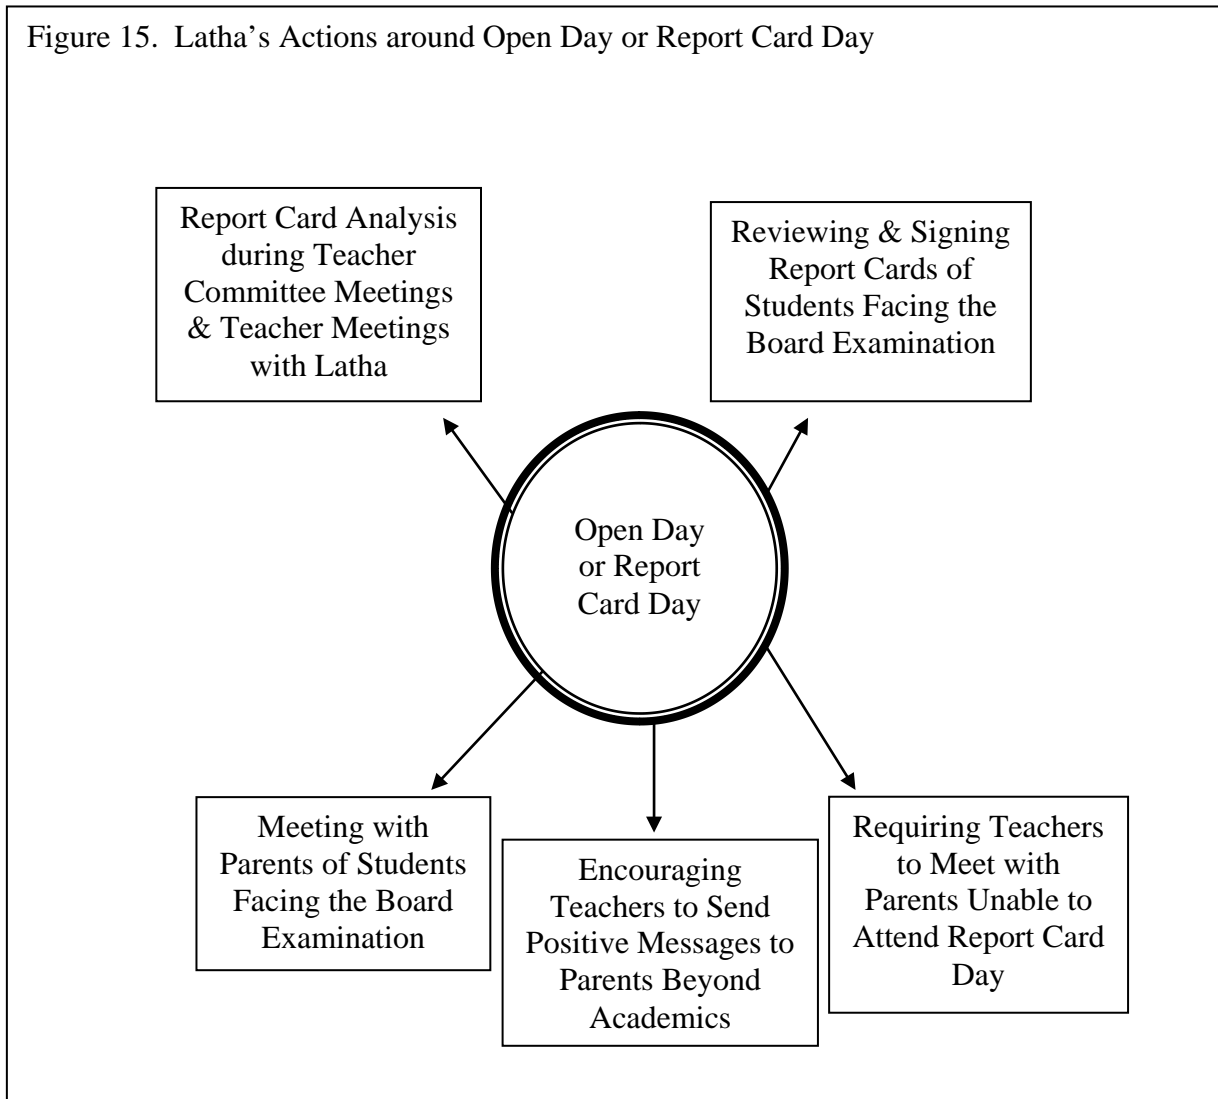 Figure 15.  Latha's Actions around Open Day or Report Card Day
Report Card Analysis
during Teacher
Committee Meetings
& Teacher Meetings
with Latha
Reviewing & Signing
Report Cards of
Students Facing the
Board Examination
Open Day
or Report
Card Day
Meeting with
Parents of Students
Facing the Board
Examination
Encouraging
Teachers to Send
Positive Messages to
Parents Beyond
Academics
Requiring Teachers
to Meet with
Parents Unable to
Attend Report Card
Day